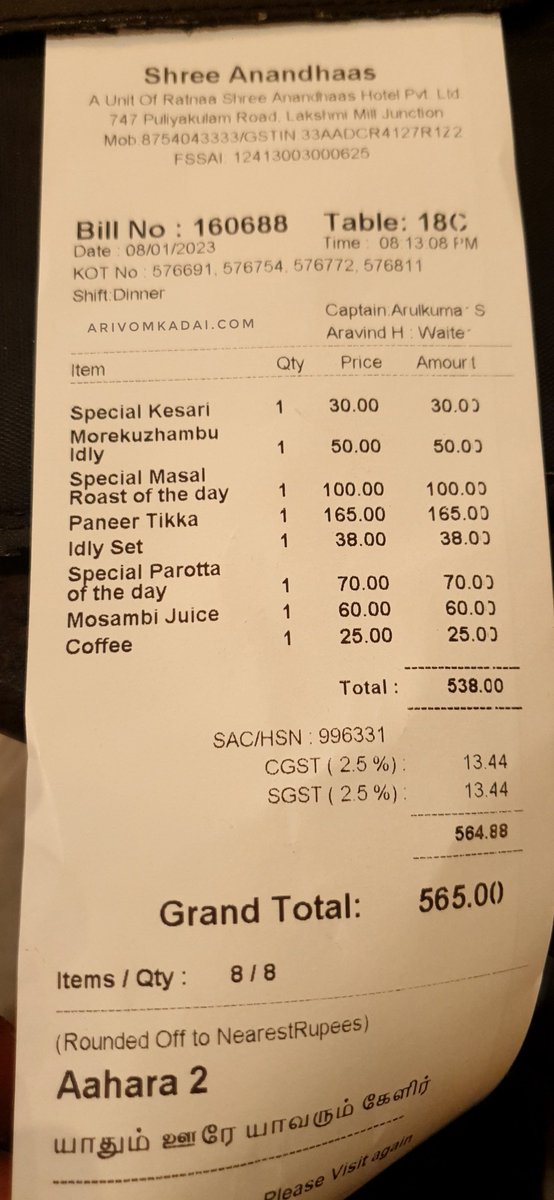 Shree Anandhaas
A Unit Of Ratnaa Shree Anandhaas Hotel Pvt. Ltd.
747 Puliyakulam Road, Lakshmi Mill Junction
Mob.8754043333/GSTIN.33AADCR4127R1Z2
FSSAI. 12413003000625
Bill No : 160688 Table: 18C
Date : 08/01/2023 Time : 08:13:08 PM
KOT No : 576691, 576754, 576772, 576811
Shift:Dinner
Captain:Arulkumar S
ARIVOMKADAI.COM
Aravind H : Waiter
Item Qty Price Amount
Special Kesari 1 30.00 30.00
Morekuzhambu
Idly 1 50.00 50.00
Special Masal
Roast of the day 1 100.00 100.00
Paneer Tikka 1 165.00 165.00
Idly Set 1 38.00 38.00
Special Parotta
of the day 1 70.00 70.00
Mosambi Juice 1 60.00 60.00
Coffee 1 25.00 25.00
Total : 538.00
SAC/HSN : 996331
CGST ( 2.5 %) : 13.44
SGST ( 2.5 %) : 13.44
564.88
Grand Total: 565.00
Items / Qty : 8 / 8
(Rounded Off to NearestRupees)
Aahara 2
யாதும் ஊரே யாவரும் கேளிர்
Please Visit again